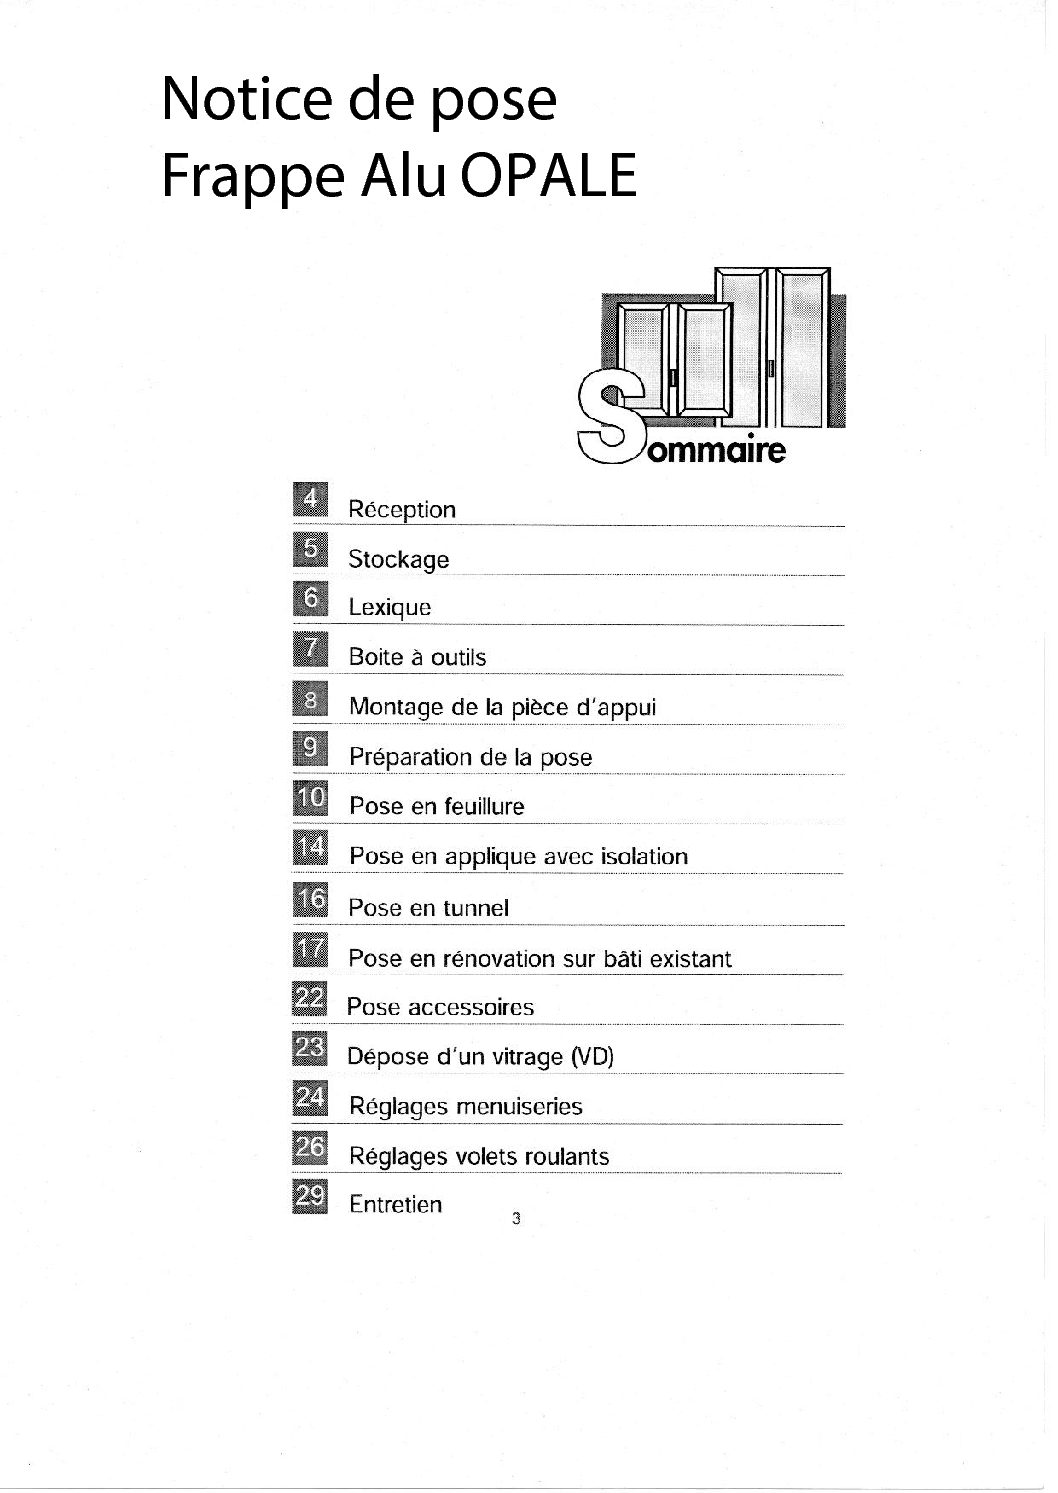 Notice de pose
Frappe Alu OPALE
Sommaire
4 Réception
5 Stockage
6 Lexique
7 Boite à outils
8 Montage de la pièce d'appui
9 Préparation de la pose
10 Pose en feuillure
14 Pose en applique avec isolation
16 Pose en tunnel
17 Pose en rénovation sur bâti existant
22 Pose accessoires
23 Dépose d'un vitrage (VD)
24 Réglages menuiseries
26 Réglages volets roulants
29 Entretien
3